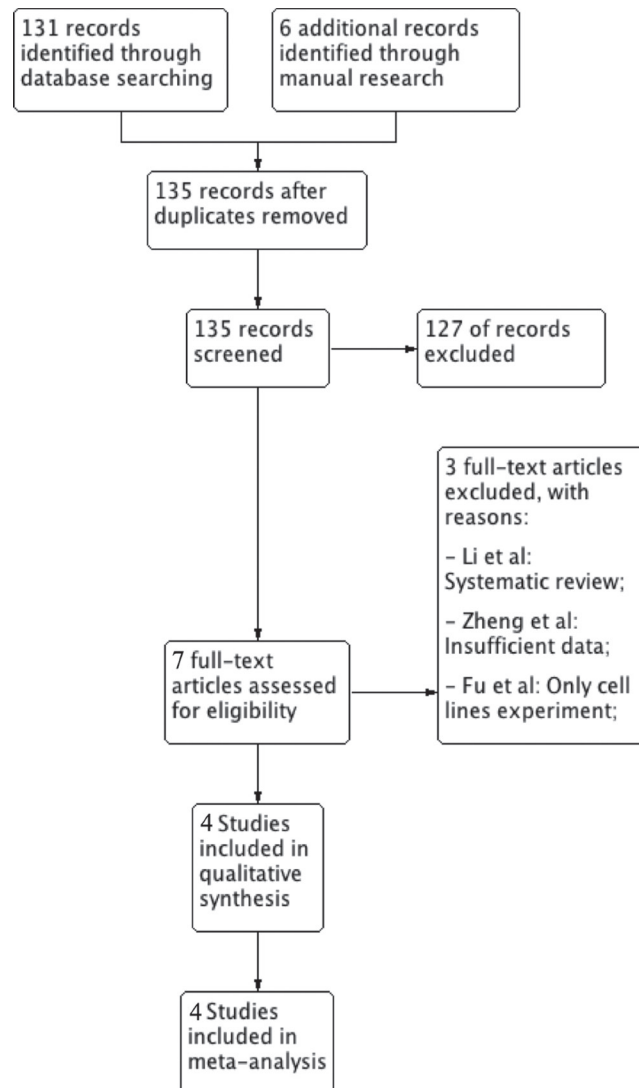 131 records
identified through
database searching
6 additional records
identified through
manual research
135 records after
duplicates removed
135 records
screened
127 of records
excluded
3 full-text articles
excluded, with
reasons:
- Li et al:
Systematic review;
- Zheng et al:
Insufficient data;
- Fu et al: Only cell
lines experiment;
7 full-text
articles assessed
for eligibility
4 Studies
included in
qualitative
synthesis
4 Studies
included in
meta-analysis